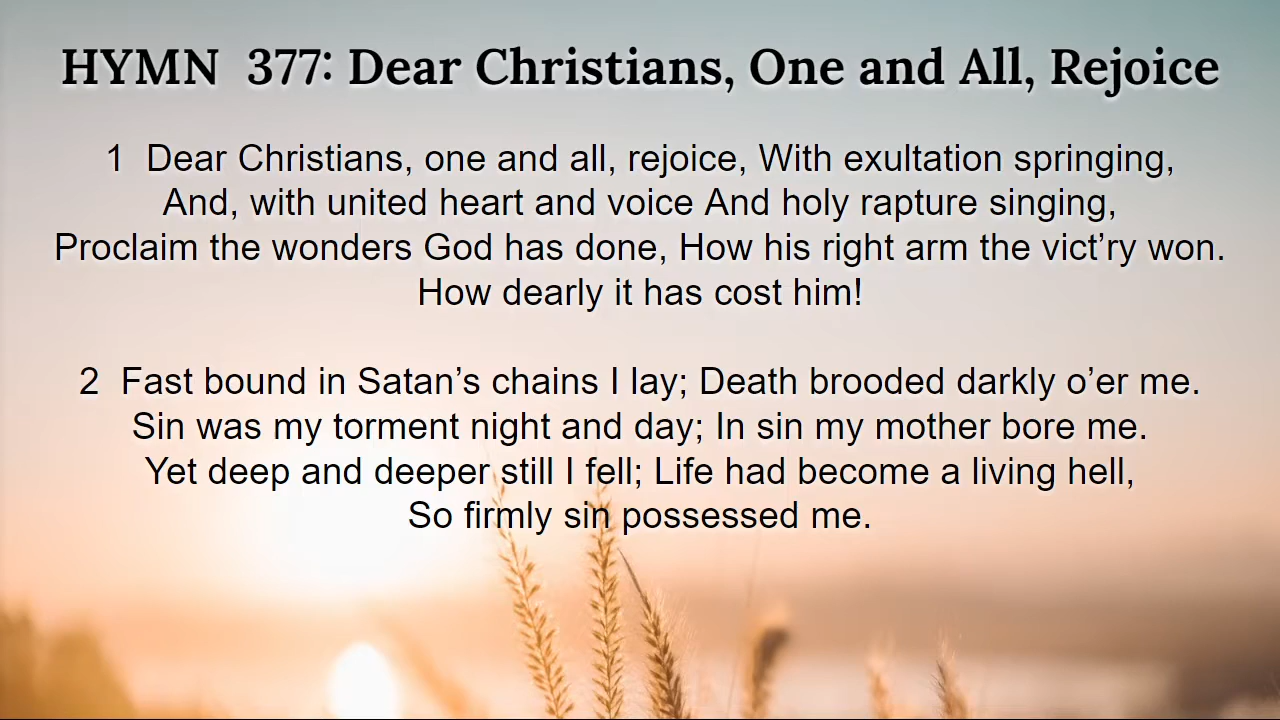 HYMN  377: Dear Christians, One and All, Rejoice
1  Dear Christians, one and all, rejoice, With exultation springing,
And, with united heart and voice And holy rapture singing,
Proclaim the wonders God has done, How his right arm the vict’ry won.
How dearly it has cost him!
2  Fast bound in Satan’s chains I lay; Death brooded darkly o’er me.
Sin was my torment night and day; In sin my mother bore me.
Yet deep and deeper still I fell; Life had become a living hell,
So firmly sin possessed me.